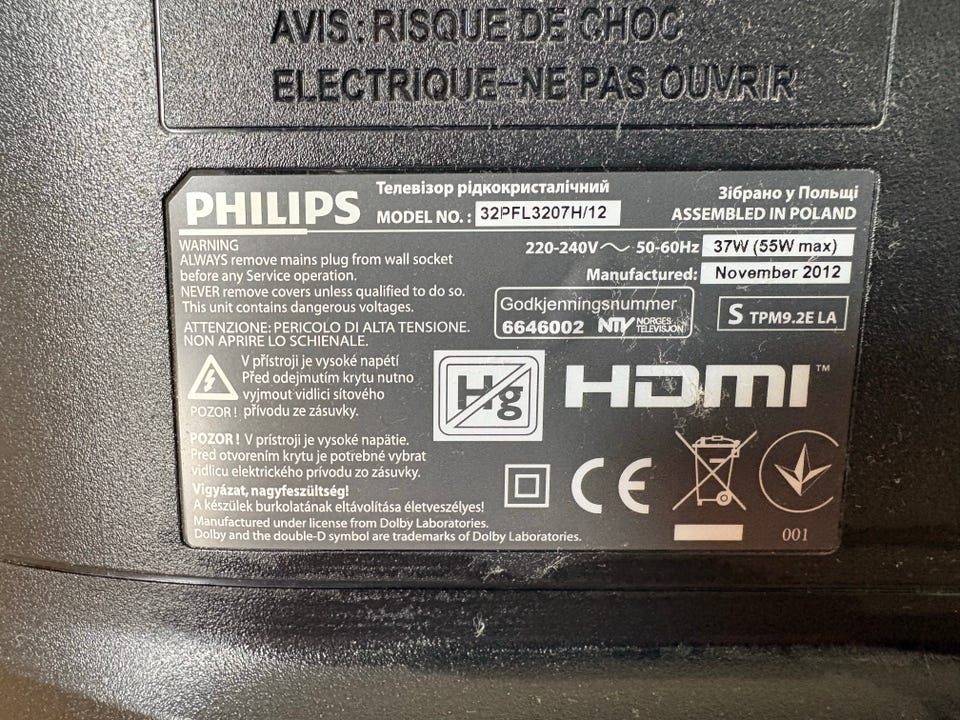 AVIS: RISQUE DE CHOC
ELECTRIQUE-NE PAS OUVRIR
PHILIPS
Телевізор рідкокристалічний
MODEL NO. : 32PFL3207H/12
Зібрано у Польщі
ASSEMBLED IN POLAND
WARNING
ALWAYS remove mains plug from wall socket
before any Service operation.
NEVER remove covers unless qualified to do so.
This unit contains dangerous voltages.
ATTENZIONE: PERICOLO DI ALTA TENSIONE.
NON APRIRE LO SCHIENALE.
220-240V~ 50-60Hz 37W (55W max)
Manufactured: November 2012
Godkjenningsnummer
6646002 NTV NORGES
TELEVISJON
S TPM9.2E LA
V přístroji je vysoké napétí
Před odejmutím krytu nutno
vyjmout vidlici sítového
POZOR! přívodu ze zásuvky.
Hg
HDMI™
POZOR! V prístroji je vysoké napätie.
Pred otvorením krytu je potrebné vybrat
vidlicu elektrického prívodu zo zásuvky.
Vigyázat, nagyfeszültség!
A készülek burkolatának eltávolítása életveszélyes!
Manufactured under license from Dolby Laboratories.
Dolby and the double-D symbol are trademarks of Dolby Laboratories.
CE
001